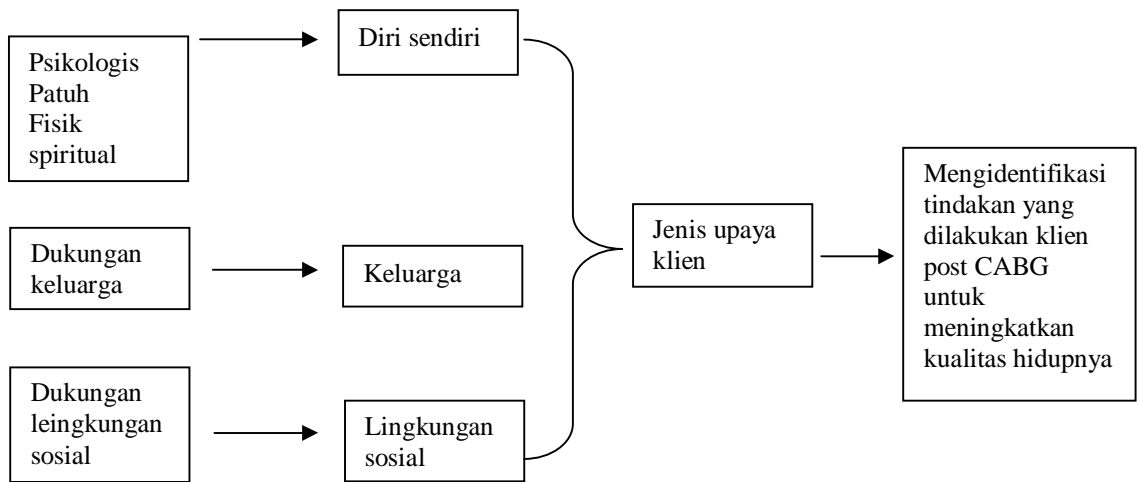 Psikologis
Patuh
Fisik
spiritual
Diri sendiri
Dukungan
keluarga
Keluarga
Dukungan
leingkungan
sosial
Lingkungan
sosial
Jenis upaya
klien
Mengidentifikasi
tindakan yang
dilakukan klien
post CABG
untuk
meningkatkan
kualitas hidupnya